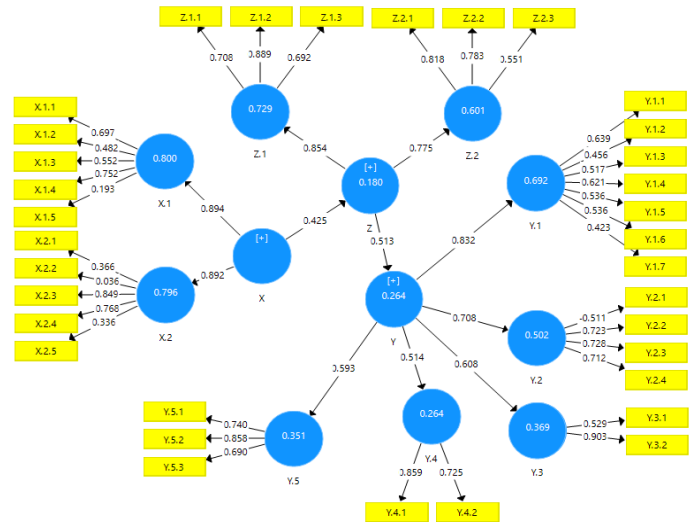 Z.1.1 Z.1.2 Z.1.3 Z.2.1 Z.2.2 Z.2.3
0.708 0.889 0.692 0.818 0.783 0.551
0.729
Z.1
0.601
Z.2
X.1.1
X.1.2
X.1.3
X.1.4
X.1.5
0.697
0.482
0.552
0.752
0.193
0.800
X.1
0.854
0.775
[+]
0.180
Z
Y.1.1
Y.1.2
Y.1.3
Y.1.4
Y.1.5
Y.1.6
Y.1.7
0.639
0.456
0.517
0.621
0.536
0.536
0.423
0.692
Y.1
0.894
0.425
0.513
0.832
[+]
X
0.892
X.2.1
X.2.2
X.2.3
X.2.4
X.2.5
0.366
0.036
0.849
0.768
0.336
0.796
X.2
[+]
0.264
Y
0.708
0.502
Y.2
-0.511
0.723
0.728
0.712
Y.2.1
Y.2.2
Y.2.3
Y.2.4
0.593
0.514
0.608
Y.5.1
Y.5.2
Y.5.3
0.740
0.858
0.690
0.351
Y.5
0.264
Y.4
0.859 0.725
Y.4.1 Y.4.2
0.369
Y.3
0.529
0.903
Y.3.1
Y.3.2